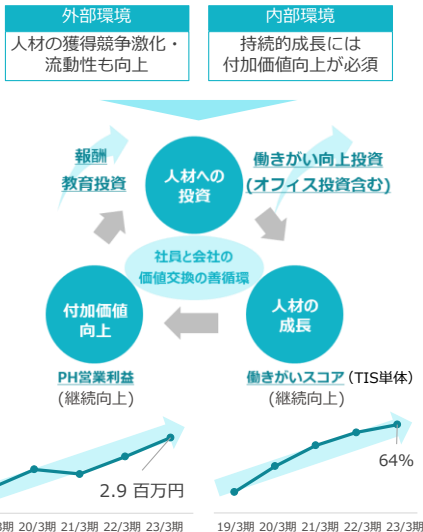 外部環境
人材の獲得競争激化・
流動性も向上
内部環境
持続的成長には
付加価値向上が必須
報酬
教育投資
人材への
投資
働きがい向上投資
(オフィス投資含む)
社員と会社の
価値交換の善循環
付加価値
向上
人材の
成長
PH営業利益
(継続向上)
働きがいスコア (TIS単体)
(継続向上)
2.9 百万円
64%
3期 20/3期 21/3期 22/3期 23/3期
19/3期 20/3期 21/3期 22/3期 23/3期